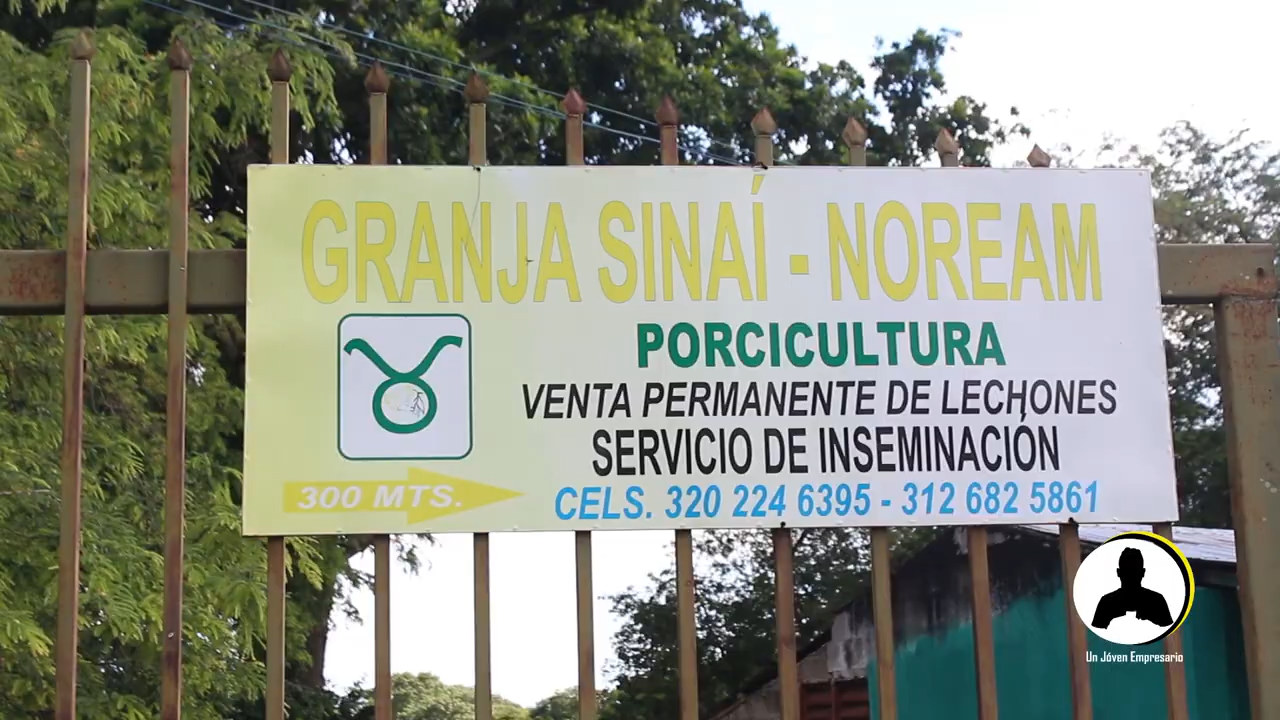 GRANJA SINAÍ - NOREAM
PORCICULTURA
VENTA PERMANENTE DE LECHONES
SERVICIO DE INSEMINACIÓN
300 MTS.
CELS. 320 224 6395 - 312 682 5861
Un Jóven Empresario